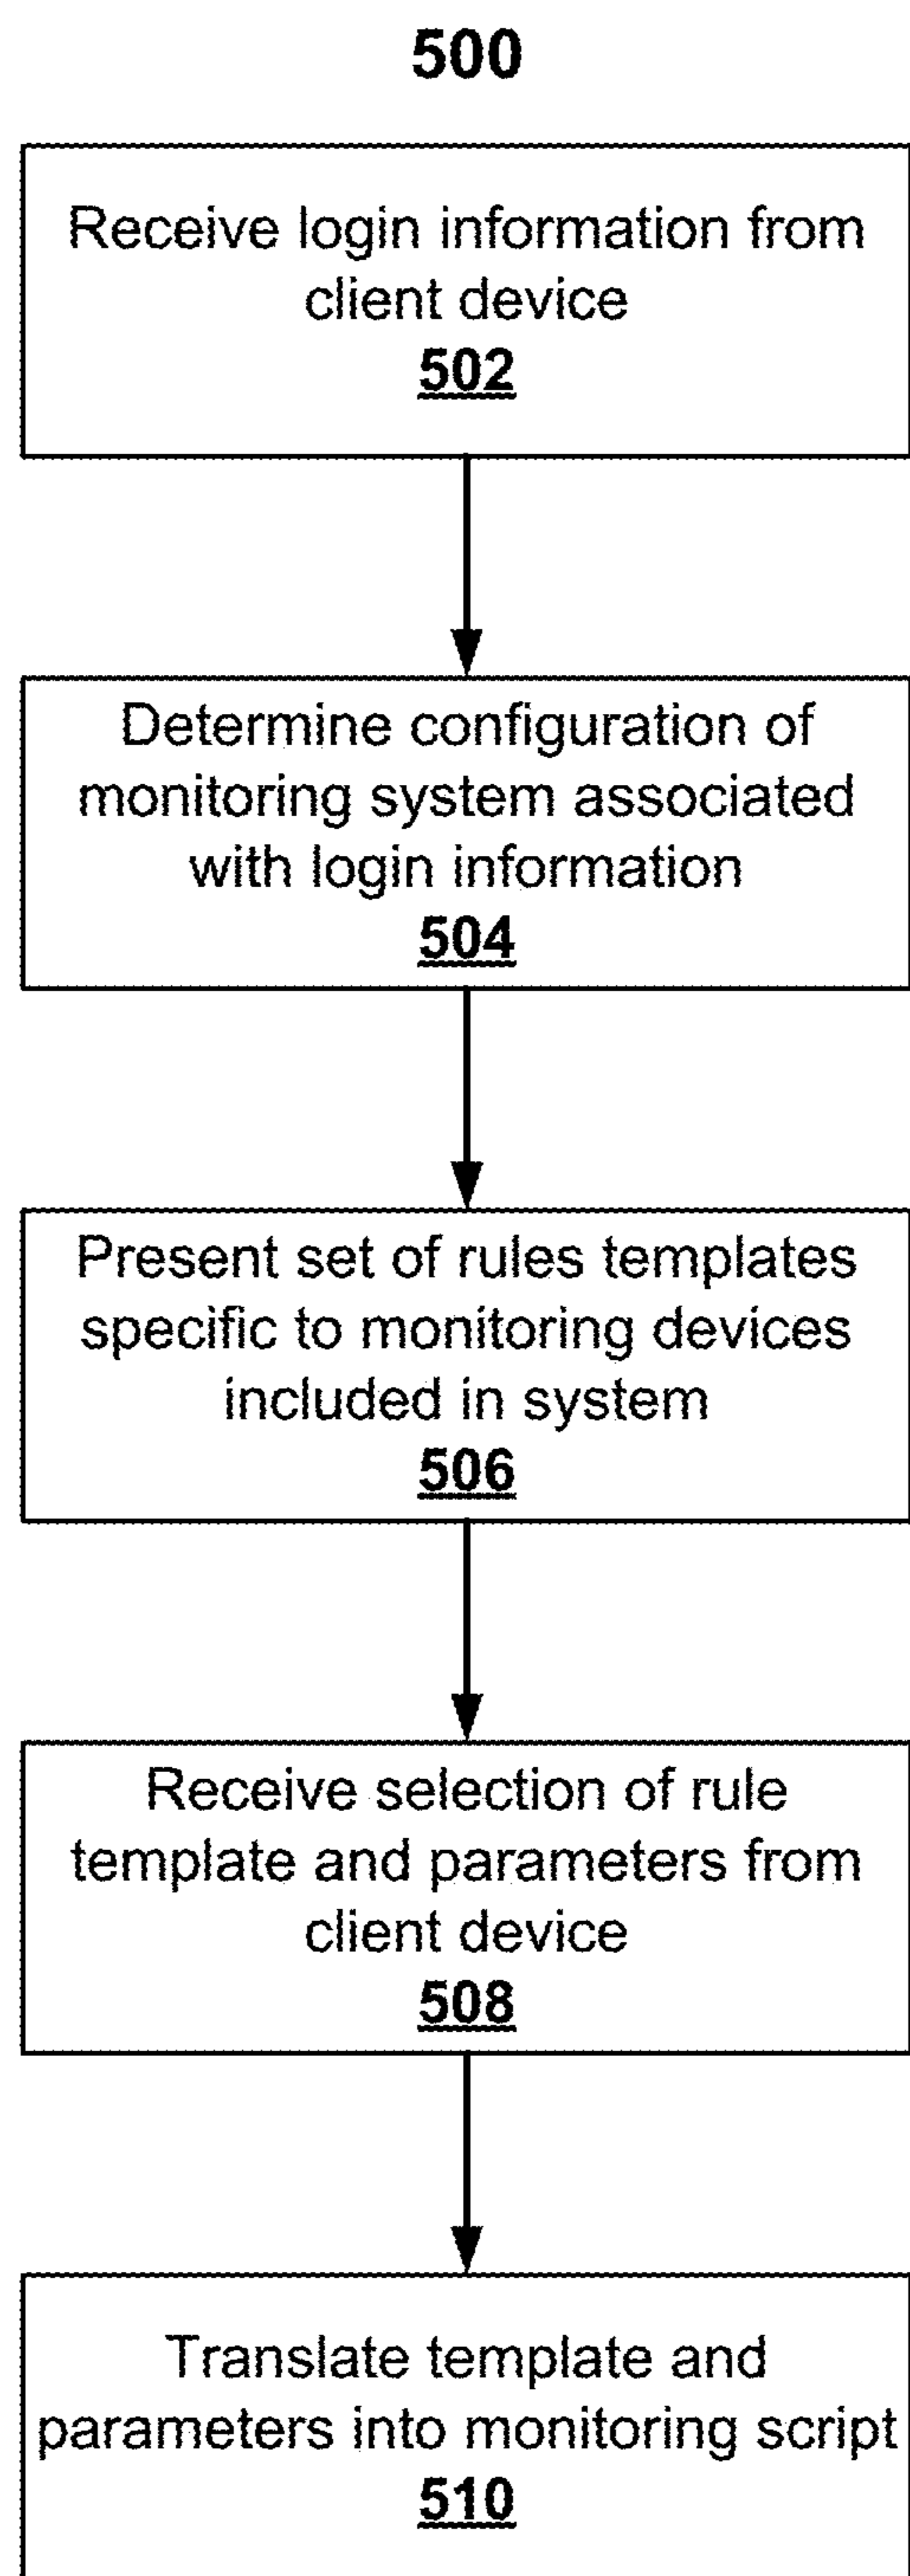 500
Receive login information from
client device
502
Determine configuration of
monitoring system associated
with login information
504
Present set of rules templates
specific to monitoring devices
included in system
506
Receive selection of rule
template and parameters from
client device
508
Translate template and
parameters into monitoring script
510